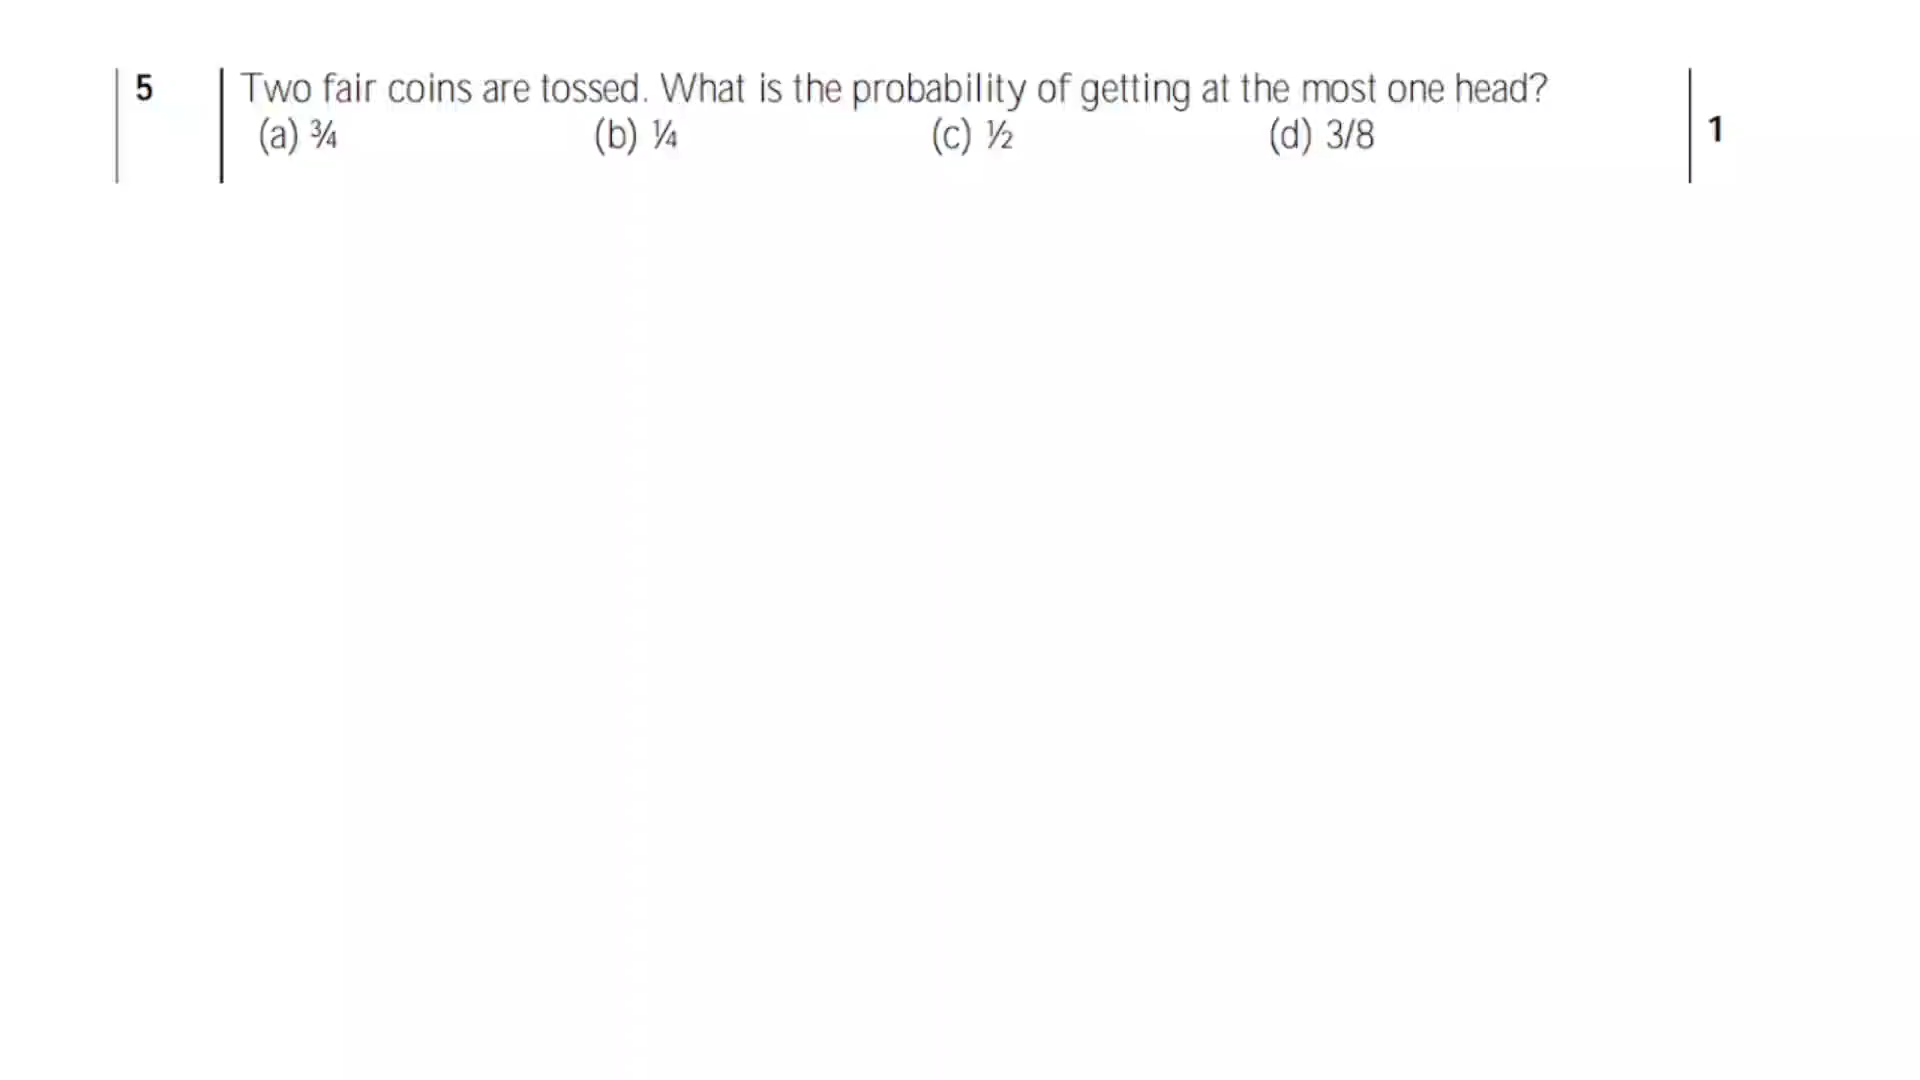 5 Two fair coins are tossed. What is the probability of getting at the most one head?
(a) ¾ (b) ¼ (c) ½ (d) 3/8 1